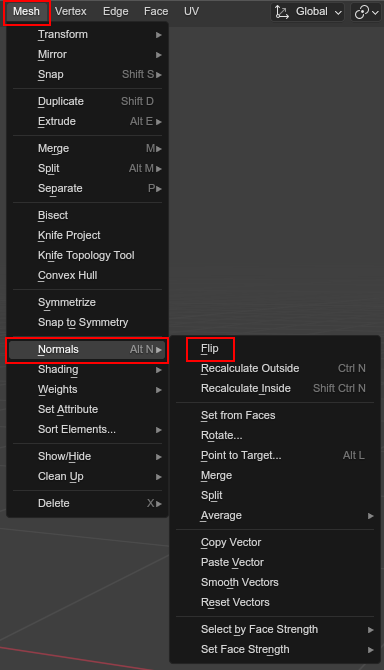 Mesh Vertex Edge Face UV Global
Transform
Mirror
Snap Shift S
Duplicate Shift D
Extrude Alt E
Merge M
Split Alt M
Separate P
Bisect
Knife Project
Knife Topology Tool
Convex Hull
Symmetrize
Snap to Symmetry
Normals Alt N
Shading
Weights
Set Attribute
Sort Elements...
Show/Hide
Clean Up
Delete X
Flip
Recalculate Outside Ctrl N
Recalculate Inside Shift Ctrl N
Set from Faces
Rotate...
Point to Target... Alt L
Merge
Split
Average
Copy Vector
Paste Vector
Smooth Vectors
Reset Vectors
Select by Face Strength
Set Face Strength